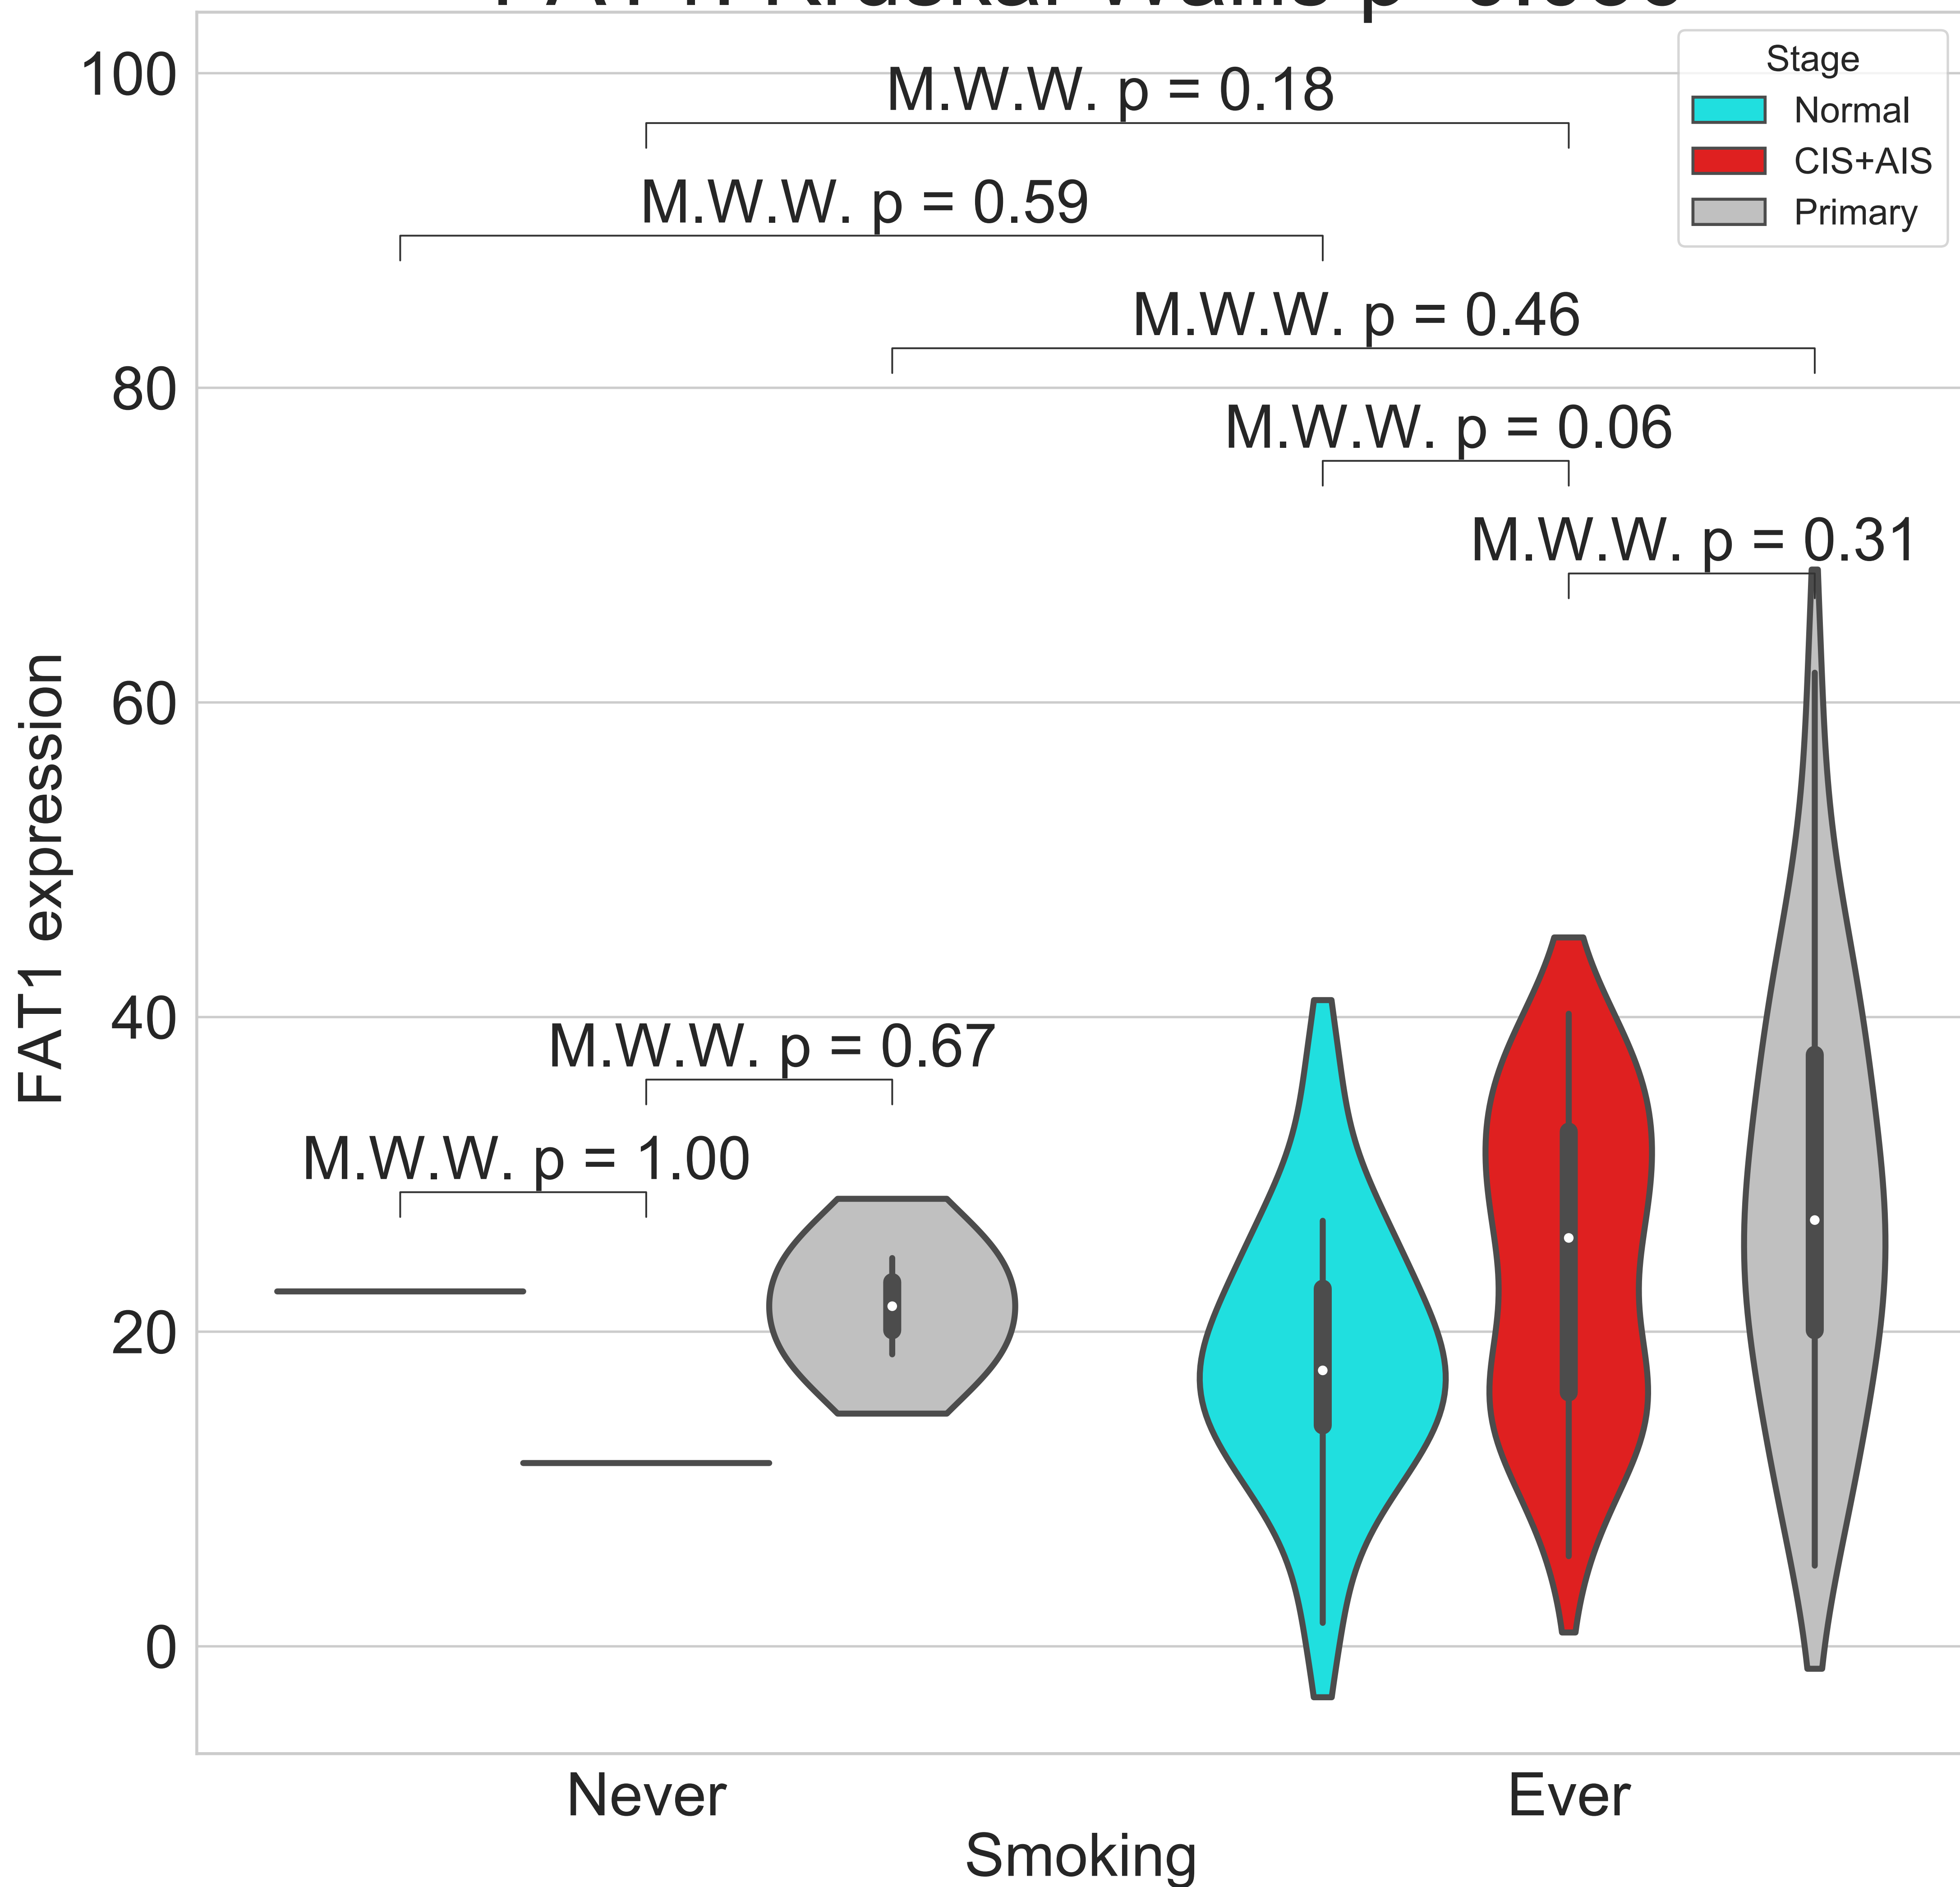 100
M.W.W. p = 0.18
Stage
Normal
CIS+AIS
Primary
M.W.W. p = 0.59
M.W.W. p = 0.46
80
M.W.W. p = 0.06
M.W.W. p = 0.31
60
FAT1 expression
40
M.W.W. p = 0.67
M.W.W. p = 1.00
20
0
Never
Ever
Smoking